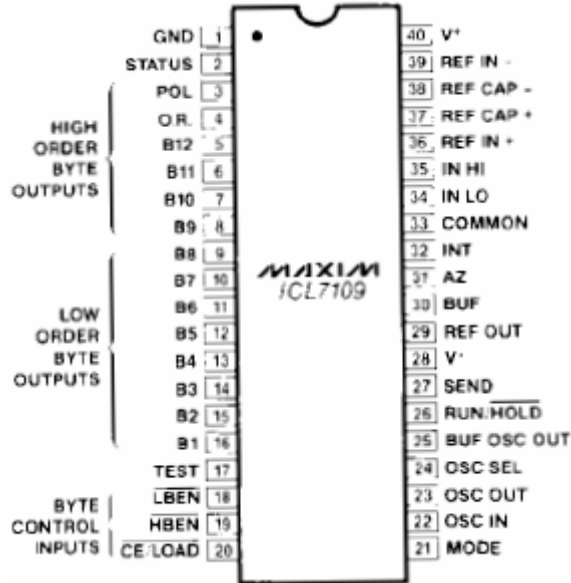 GND 1
STATUS 2
POL 3
O.R. 4
B12 5
B11 6
B10 7
B9 8
B8 9
B7 10
B6 11
B5 12
B4 13
B3 14
B2 15
B1 16
TEST 17
LBEN 18
HBEN 19
CE/LOAD 20
HIGH
ORDER
BYTE
OUTPUTS
LOW
ORDER
BYTE
OUTPUTS
BYTE
CONTROL
INPUTS
MAXIM
ICL7109
40 V+
39 REF IN -
38 REF CAP -
37 REF CAP +
36 REF IN +
35 IN HI
34 IN LO
33 COMMON
32 INT
31 AZ
30 BUF
29 REF OUT
28 V-
27 SEND
26 RUN/HOLD
25 BUF OSC OUT
24 OSC SEL
23 OSC OUT
22 OSC IN
21 MODE